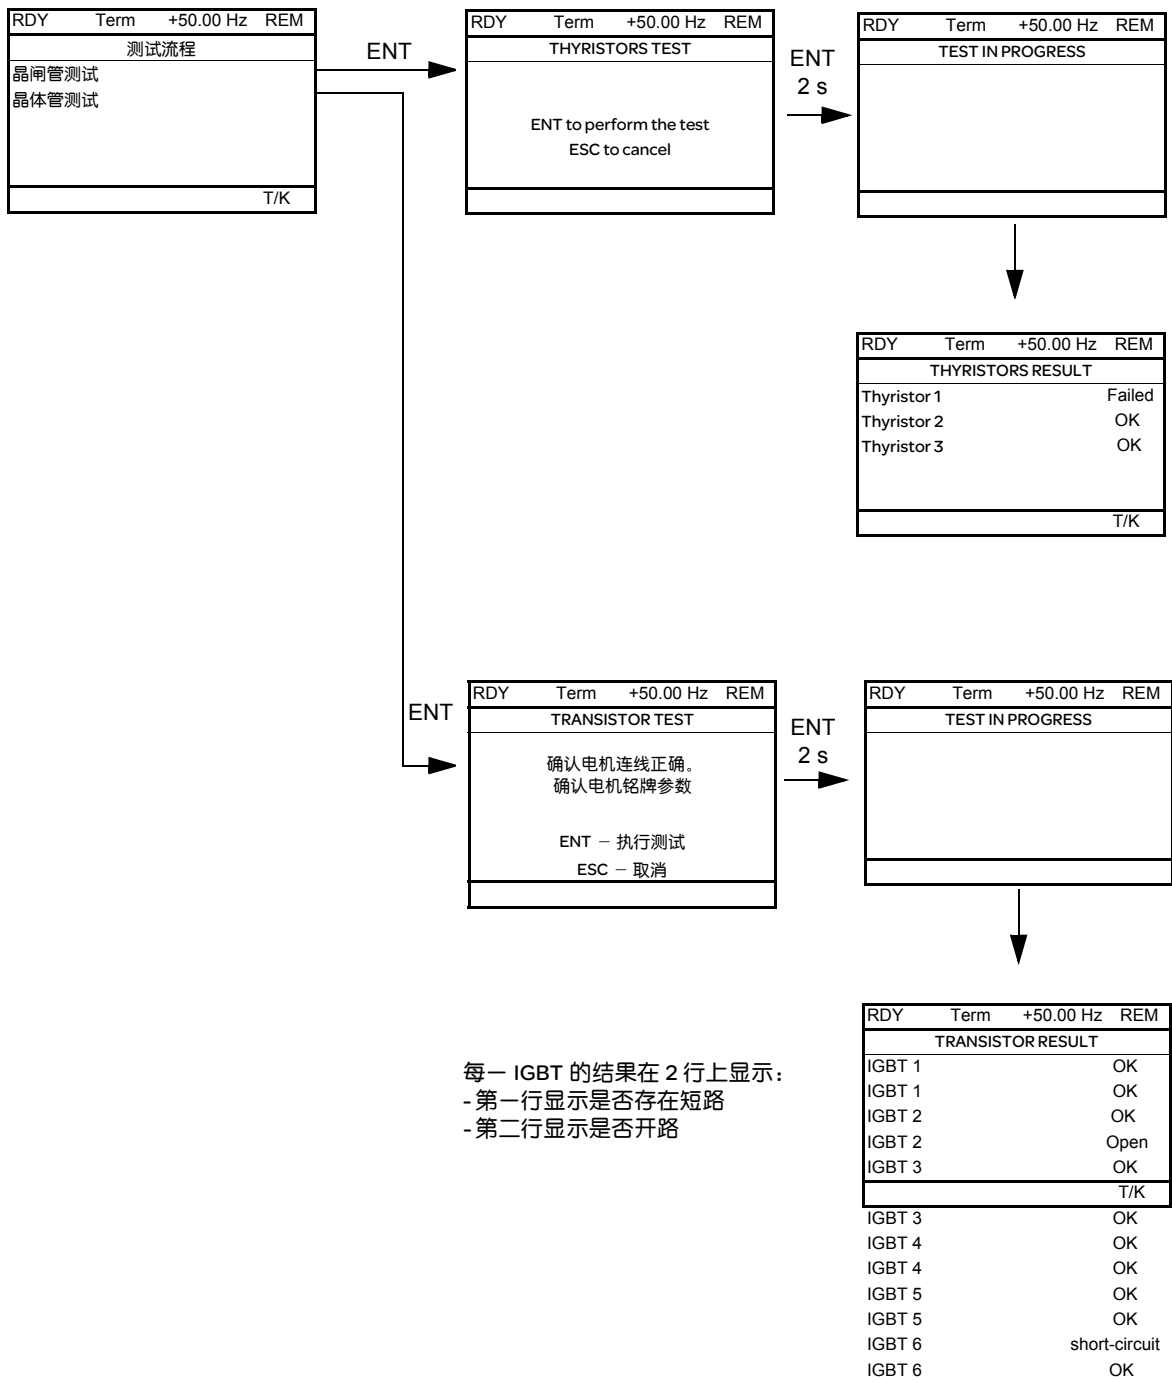 RDY Term +50.00 Hz REM
测试流程
晶闸管测试
晶体管测试
T/K
ENT
RDY Term +50.00 Hz REM
THYRISTORS TEST
ENT to perform the test
ESC to cancel
ENT
2 s
RDY Term +50.00 Hz REM
TEST IN PROGRESS
RDY Term +50.00 Hz REM
THYRISTORS RESULT
Thyristor 1 Failed
Thyristor 2 OK
Thyristor 3 OK
T/K
ENT
RDY Term +50.00 Hz REM
TRANSISTOR TEST
确认电机连线正确。
确认电机铭牌参数
ENT － 执行测试
ESC － 取消
ENT
2 s
RDY Term +50.00 Hz REM
TEST IN PROGRESS
每一 IGBT 的结果在 2 行上显示：
- 第一行显示是否存在短路
- 第二行显示是否开路
RDY Term +50.00 Hz REM
TRANSISTOR RESULT
IGBT 1 OK
IGBT 1 OK
IGBT 2 OK
IGBT 2 Open
IGBT 3 OK
T/K
IGBT 3 OK
IGBT 4 OK
IGBT 4 OK
IGBT 5 OK
IGBT 5 OK
IGBT 6 short-circuit
IGBT 6 OK